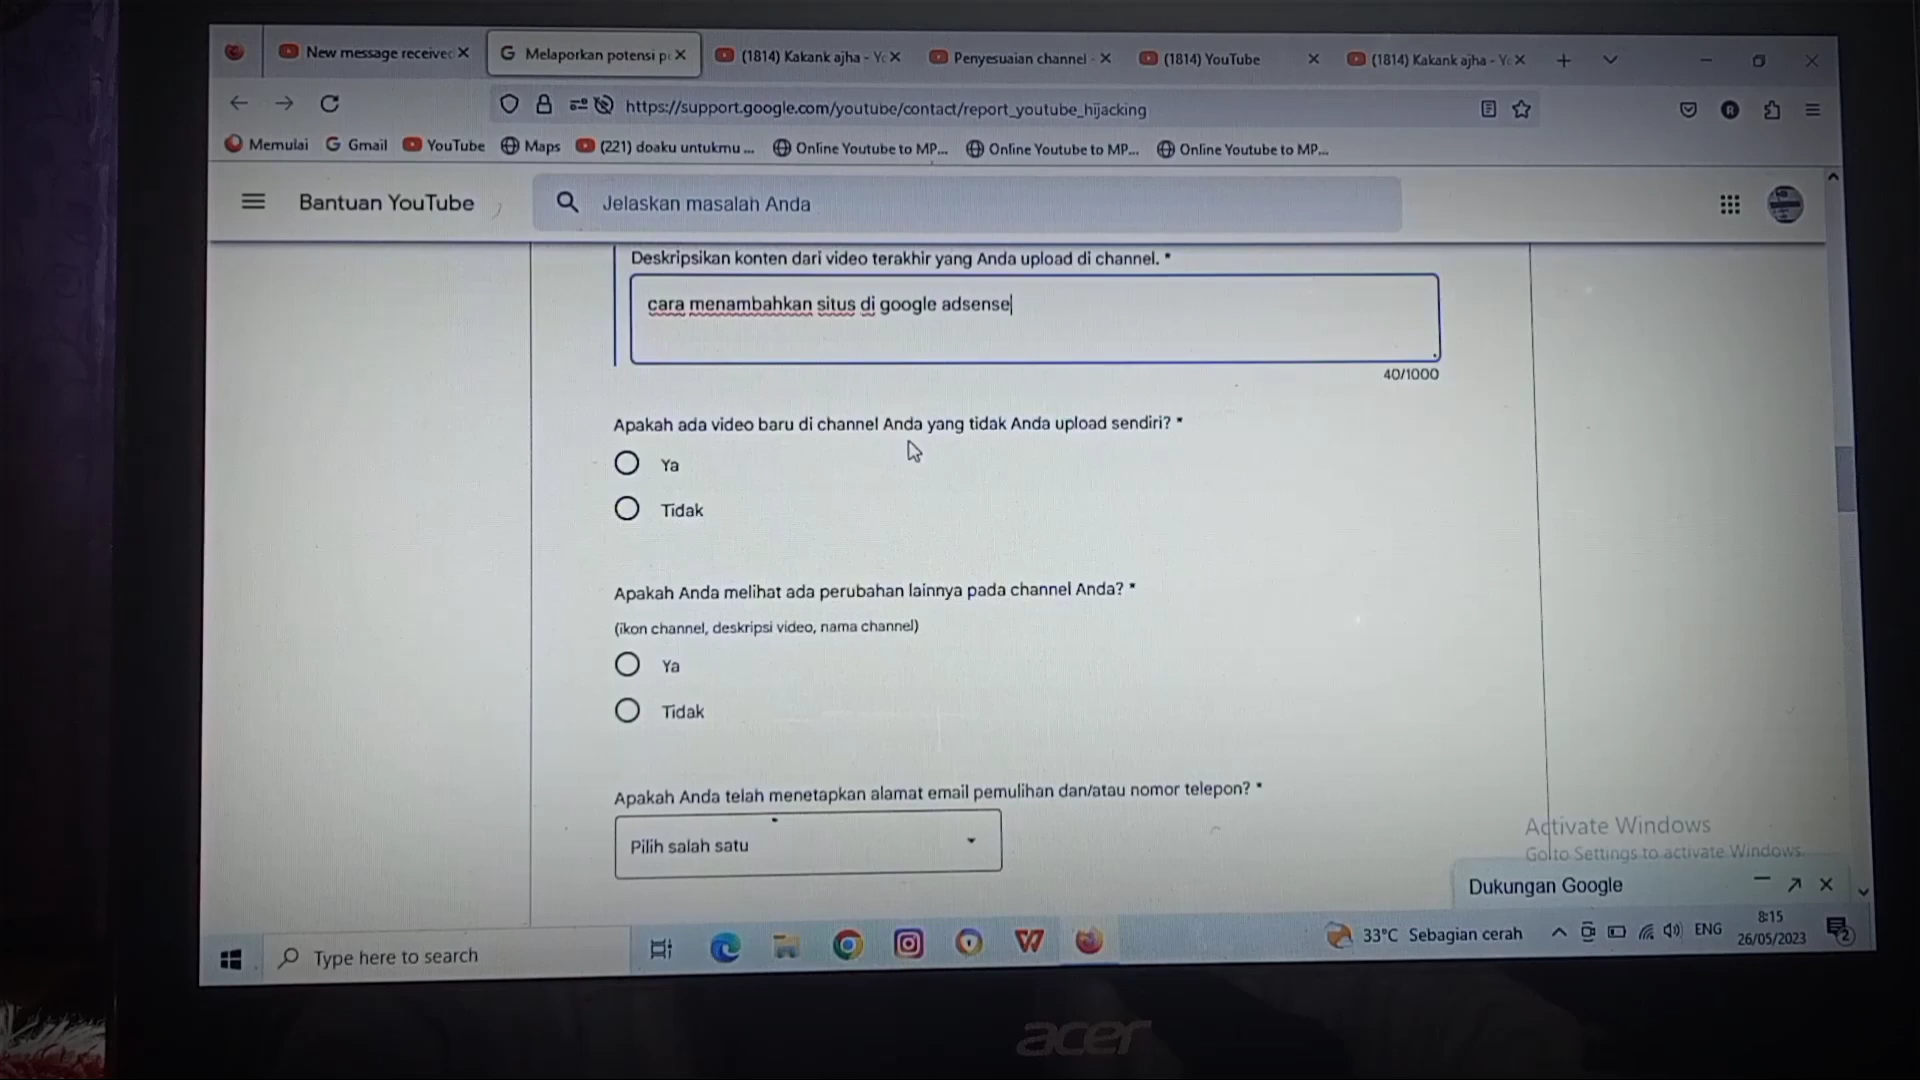 New message received
Melaporkan potensi p
(1814) Kakank ajha - Yo
Penyesuaian channel -
(1814) YouTube
(1814) Kakank ajha - Yo
https://support.google.com/youtube/contact/report_youtube_hijacking
Memulai
Gmail
YouTube
Maps
(221) doaku untukmu ...
Online Youtube to MP...
Online Youtube to MP...
Online Youtube to MP...
Bantuan YouTube
Jelaskan masalah Anda
Deskripsikan konten dari video terakhir yang Anda upload di channel. *
cara menambahkan situs di google adsense
40/1000
Apakah ada video baru di channel Anda yang tidak Anda upload sendiri? *
Ya
Tidak
Apakah Anda melihat ada perubahan lainnya pada channel Anda? *
(ikon channel, deskripsi video, nama channel)
Ya
Tidak
Apakah Anda telah menetapkan alamat email pemulihan dan/atau nomor telepon? *
Pilih salah satu
Activate Windows
Go to Settings to activate Windows.
Dukungan Google
Type here to search
33°C Sebagian cerah
ENG
8:15
26/05/2023
2
acer